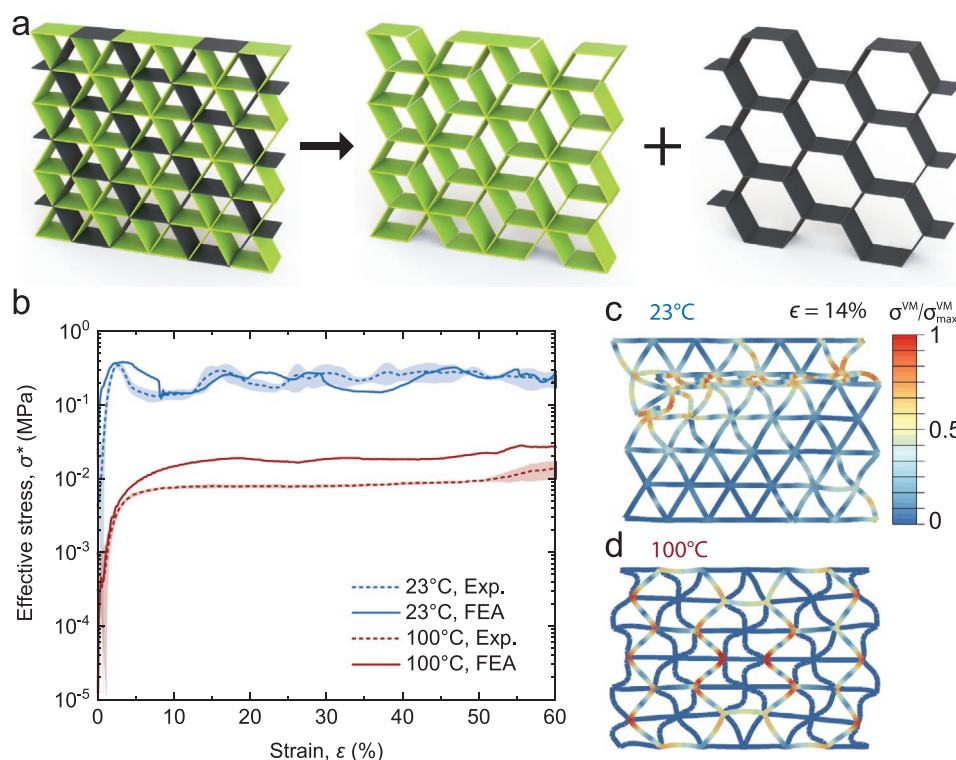 a
b
10⁰
10⁻¹
10⁻²
10⁻³
10⁻⁴
10⁻⁵
Effective stress, σ* (MPa)
23°C, Exp.
23°C, FEA
100°C, Exp.
100°C, FEA
0 10 20 30 40 50 60
Strain, ε (%)
c 23°C ϵ = 14% σ^VM/σ^VM_max
1
0.5
0
d 100°C